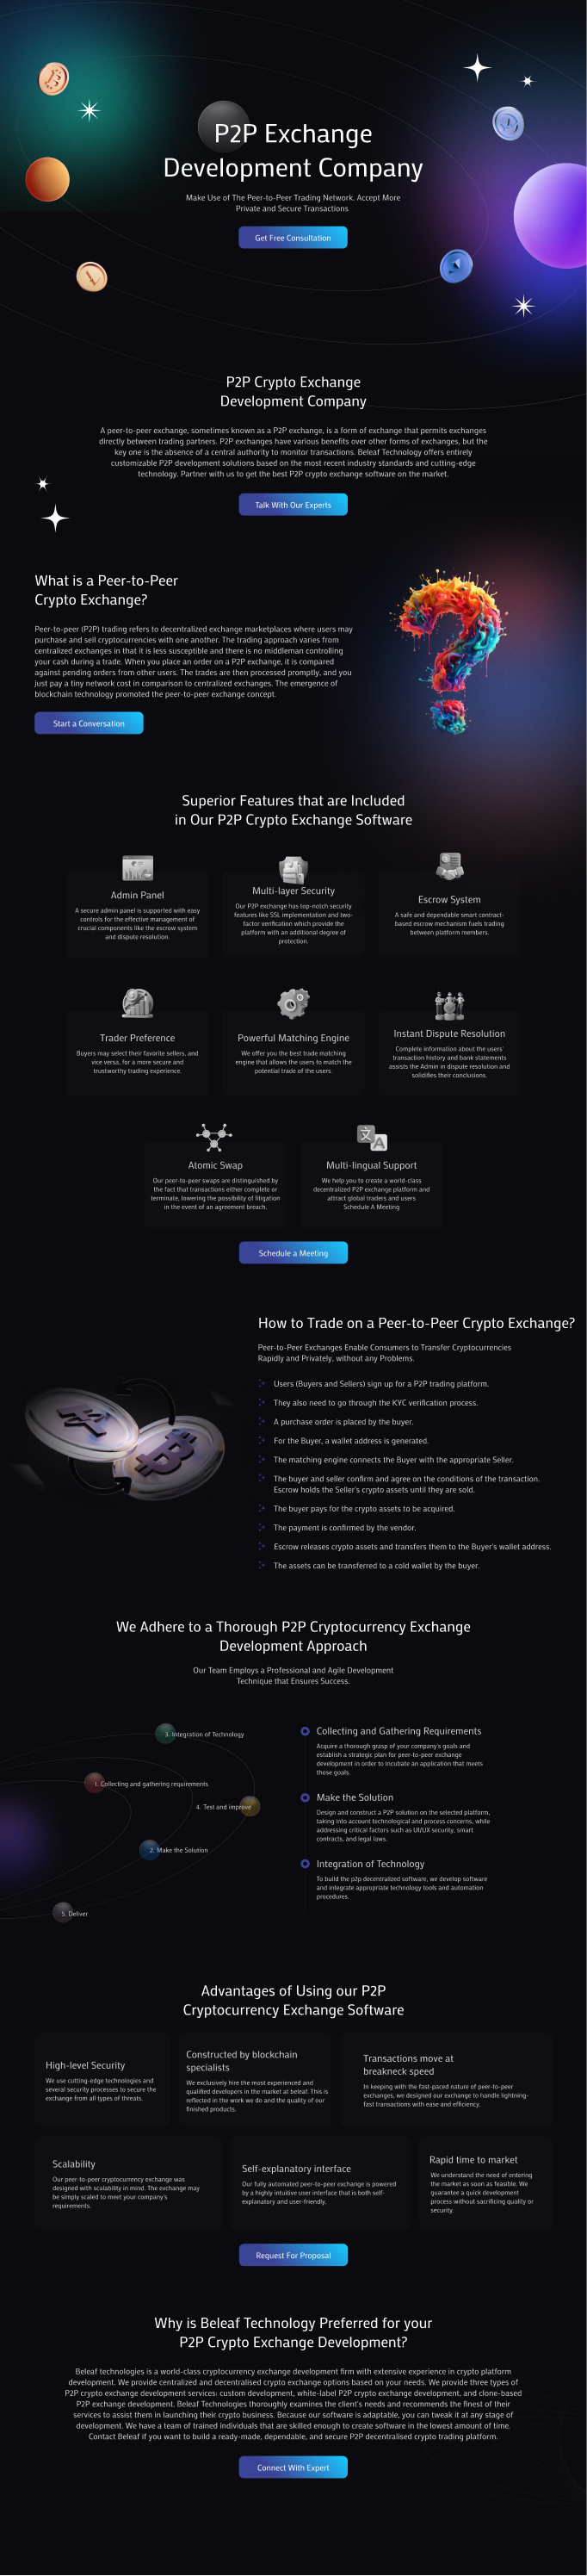 P2P Exchange
Development Company
Make Use of The Peer-to-Peer Trading Network. Accept More
Private and Secure Transactions
Get Free Consultation
P2P Crypto Exchange
Development Company
A peer-to-peer exchange, sometimes known as a P2P exchange, is a form of exchange that permits exchanges
directly between trading partners. P2P exchanges have various benefits over other forms of exchanges, but the
key one is the absence of a central authority to monitor transactions. Beleaf Technology offers entirely
customizable P2P development solutions based on the most recent industry standards and cutting-edge
technology. Partner with us to get the best P2P crypto exchange software on the market.
Talk With Our Experts
What is a Peer-to-Peer
Crypto Exchange?
Peer-to-peer (P2P) trading refers to decentralized exchange marketplaces where users may
purchase and sell cryptocurrencies with one another. The trading approach varies from
centralized exchanges in that it is less susceptible and there is no middleman controlling
your cash during a trade. When you place an order on a P2P exchange, it is compared
against pending orders from other users. The trades are then processed promptly, and you
just pay a tiny network cost in comparison to centralized exchanges. The emergence of
blockchain technology promoted the peer-to-peer exchange concept.
Start a Conversation
Superior Features that are Included
in Our P2P Crypto Exchange Software
Admin Panel
A secure admin panel is supported with easy
controls for the effective management of
crucial components like the escrow system
and dispute resolution.
Multi-layer Security
Our P2P exchange has top-notch security
features like SSL implementation and two-
factor verification which provide the
platform with an additional degree of
protection.
Escrow System
A safe and dependable smart contract-
based escrow mechanism fuels trading
between platform members.
Trader Preference
Buyers may select their favorite sellers, and
vice versa, for a more secure and
trustworthy trading experience.
Powerful Matching Engine
We offer you the best trade matching
engine that allows the users to match the
potential trade of the users.
Instant Dispute Resolution
Complete information about the users'
transaction history and bank statements
assists the Admin in dispute resolution and
solidifies their conclusions.
Atomic Swap
Our peer-to-peer swaps are distinguished by
the fact that transactions either complete or
terminate, lowering the possibility of litigation
in the event of an agreement breach.
Multi-lingual Support
We help you to create a world-class
decentralized P2P exchange platform and
attract global traders and users
Schedule A Meeting
Schedule a Meeting
How to Trade on a Peer-to-Peer Crypto Exchange?
Peer-to-Peer Exchanges Enable Consumers to Transfer Cryptocurrencies
Rapidly and Privately, without any Problems.
Users (Buyers and Sellers) sign up for a P2P trading platform.
They also need to go through the KYC verification process.
A purchase order is placed by the buyer.
For the Buyer, a wallet address is generated.
The matching engine connects the Buyer with the appropriate Seller.
The buyer and seller confirm and agree on the conditions of the transaction.
Escrow holds the Seller's crypto assets until they are sold.
The buyer pays for the crypto assets to be acquired.
The payment is confirmed by the vendor.
Escrow releases crypto assets and transfers them to the Buyer's wallet address.
The assets can be transferred to a cold wallet by the buyer.
We Adhere to a Thorough P2P Cryptocurrency Exchange
Development Approach
Our Team Employs a Professional and Agile Development
Technique that Ensures Success.
3. Integration of Technology
1. Collecting and gathering requirements
4. Test and improve
2. Make the Solution
5. Deliver
Collecting and Gathering Requirements
Acquire a thorough grasp of your company's goals and
establish a strategic plan for peer-to-peer exchange
development in order to incubate an application that meets
those goals.
Make the Solution
Design and construct a P2P solution on the selected platform,
taking into account technological and process concerns, while
addressing critical factors such as UI/UX security, smart
contracts, and legal laws.
Integration of Technology
To build the p2p decentralized software, we develop software
and integrate appropriate technology tools and automation
procedures.
Advantages of Using our P2P
Cryptocurrency Exchange Software
High-level Security
We use cutting-edge technologies and
several security processes to secure the
exchange from all types of threats.
Constructed by blockchain
specialists
We exclusively hire the most experienced and
qualified developers in the market at beleaf. This is
reflected in the work we do and the quality of our
finished products.
Transactions move at
breakneck speed
In keeping with the fast-paced nature of peer-to-peer
exchanges, we designed our exchange to handle lightning-
fast transactions with ease and efficiency.
Scalability
Our peer-to-peer cryptocurrency exchange was
designed with scalability in mind. The exchange may
be simply scaled to meet your company's
requirements.
Self-explanatory interface
Our fully automated peer-to-peer exchange is powered
by a highly intuitive user interface that is both self-
explanatory and user-friendly.
Rapid time to market
We understand the need of entering
the market as soon as feasible. We
guarantee a quick development
process without sacrificing quality or
security.
Request For Proposal
Why is Beleaf Technology Preferred for your
P2P Crypto Exchange Development?
Beleaf technologies is a world-class cryptocurrency exchange development firm with extensive experience in crypto platform
development. We provide centralized and decentralised crypto exchange options based on your needs. We provide three types of
P2P crypto exchange development services: custom development, white-label P2P crypto exchange development, and clone-based
P2P exchange development. Beleaf Technologies thoroughly examines the client's needs and recommends the finest of their
services to assist them in launching their crypto business. Because our software is adaptable, you can tweak it at any stage of
development. We have a team of trained individuals that are skilled enough to create software in the lowest amount of time.
Contact Beleaf if you want to build a ready-made, dependable, and secure P2P decentralised crypto trading platform.
Connect With Expert